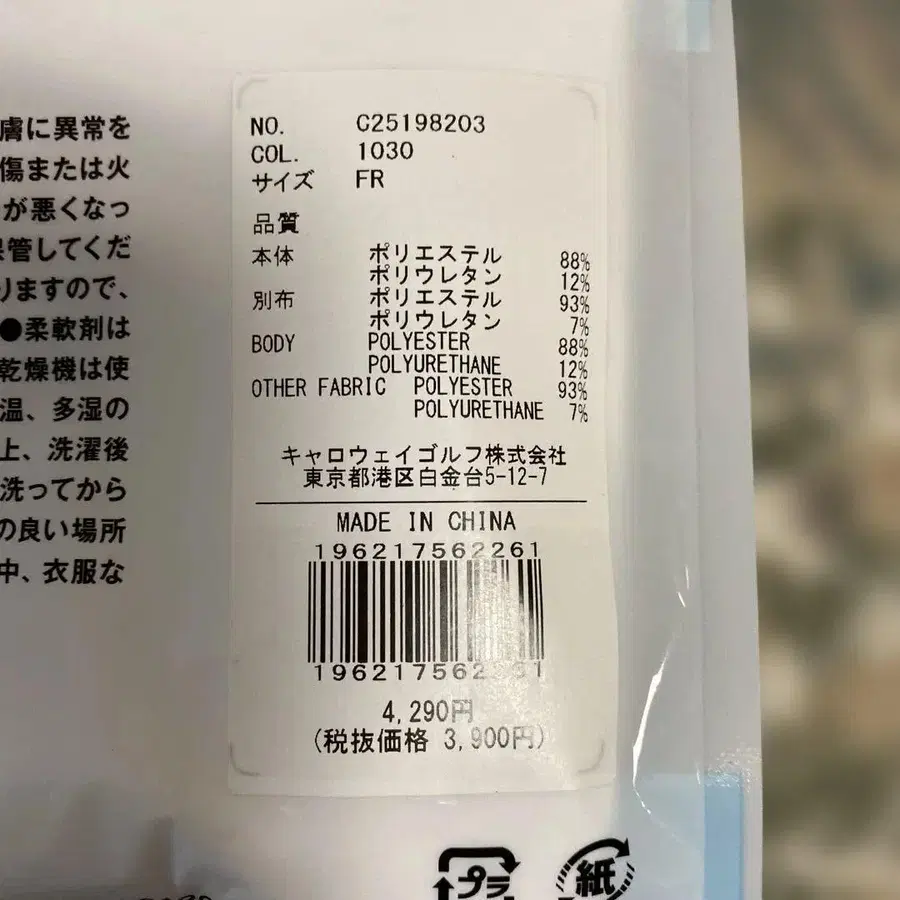 膚に異常を
傷または火
が悪くなっ
管してくだ
りますので、
●柔軟剤は
乾燥機は使
温、多湿の
上、洗濯後
洗ってから
の良い場所
中、衣服な
NO. C25198203
COL. 1030
サイズ FR
品質
本体 ポリエステル 88%
ポリウレタン 12%
別布 ポリエステル 93%
ポリウレタン 7%
BODY POLYESTER 88%
POLYURETHANE 12%
OTHER FABRIC POLYESTER 93%
POLYURETHANE 7%
キャロウェイゴルフ株式会社
東京都港区白金台5-12-7
MADE IN CHINA
196217562261
196217562261
4,290円
(税抜価格 3,900円)
プラ
紙